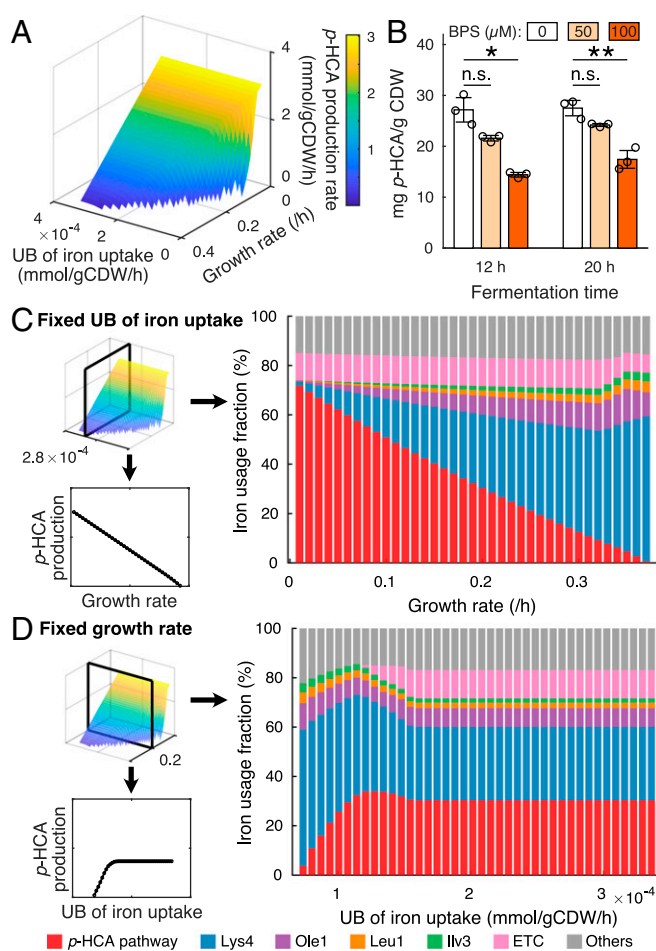 A
p-HCA production rate
(mmol/gCDW/h)
4
2
0
3
2
1
4
× 10⁻⁴
2
0
0.4
0.2
0
UB of iron uptake
(mmol/gCDW/h)
Growth rate (/h)
B
BPS (µM): 0 50 100
* **
n.s. n.s.
mg p-HCA/g CDW
40
30
20
10
0
12 h 20 h
Fermentation time
C Fixed UB of iron uptake
2.8 × 10⁻⁴
p-HCA
production
Growth rate
Iron usage fraction (%)
100
80
60
40
20
0
0 0.1 0.2 0.3
Growth rate (/h)
D Fixed growth rate
0.2
p-HCA
production
UB of iron uptake
Iron usage fraction (%)
100
80
60
40
20
0
1 2 3 × 10⁻⁴
UB of iron uptake (mmol/gCDW/h)
p-HCA pathway Lys4 Ole1 Leu1 Ilv3 ETC Others